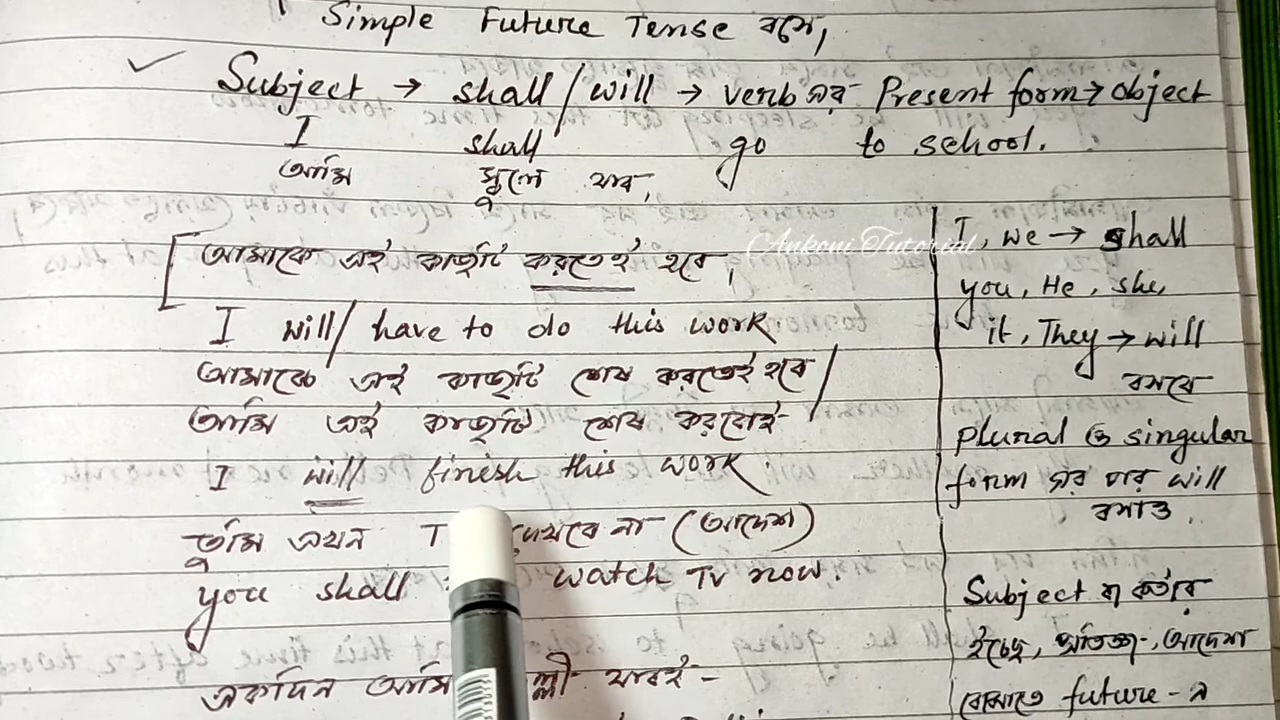 Simple Future Tense বসে,
Subject → shall / will → verb এর Present form → object
I shall go to school.
আমি স্কুলে যাব,
আমাকে এই কাজটি করতেই হবে,
I will/ have to do this work
আমাকে এই কাজটি শেষ করতেই হবে/
আমি এই কাজটি শেষ করবোই-
I will finish this work
তুমি এখন T দেখবে না (আদেশ)
you shall watch TV now.
একদিন আমি যাবই-
Ankoni Tutorial
I, we → shall
you, He, she,
it, They → will
বসবে
plural ও singular
form এর পর will
বসাও
Subject বা কর্তার
ইচ্ছে, প্রতিজ্ঞা, আদেশ
বোঝাতে future - এ